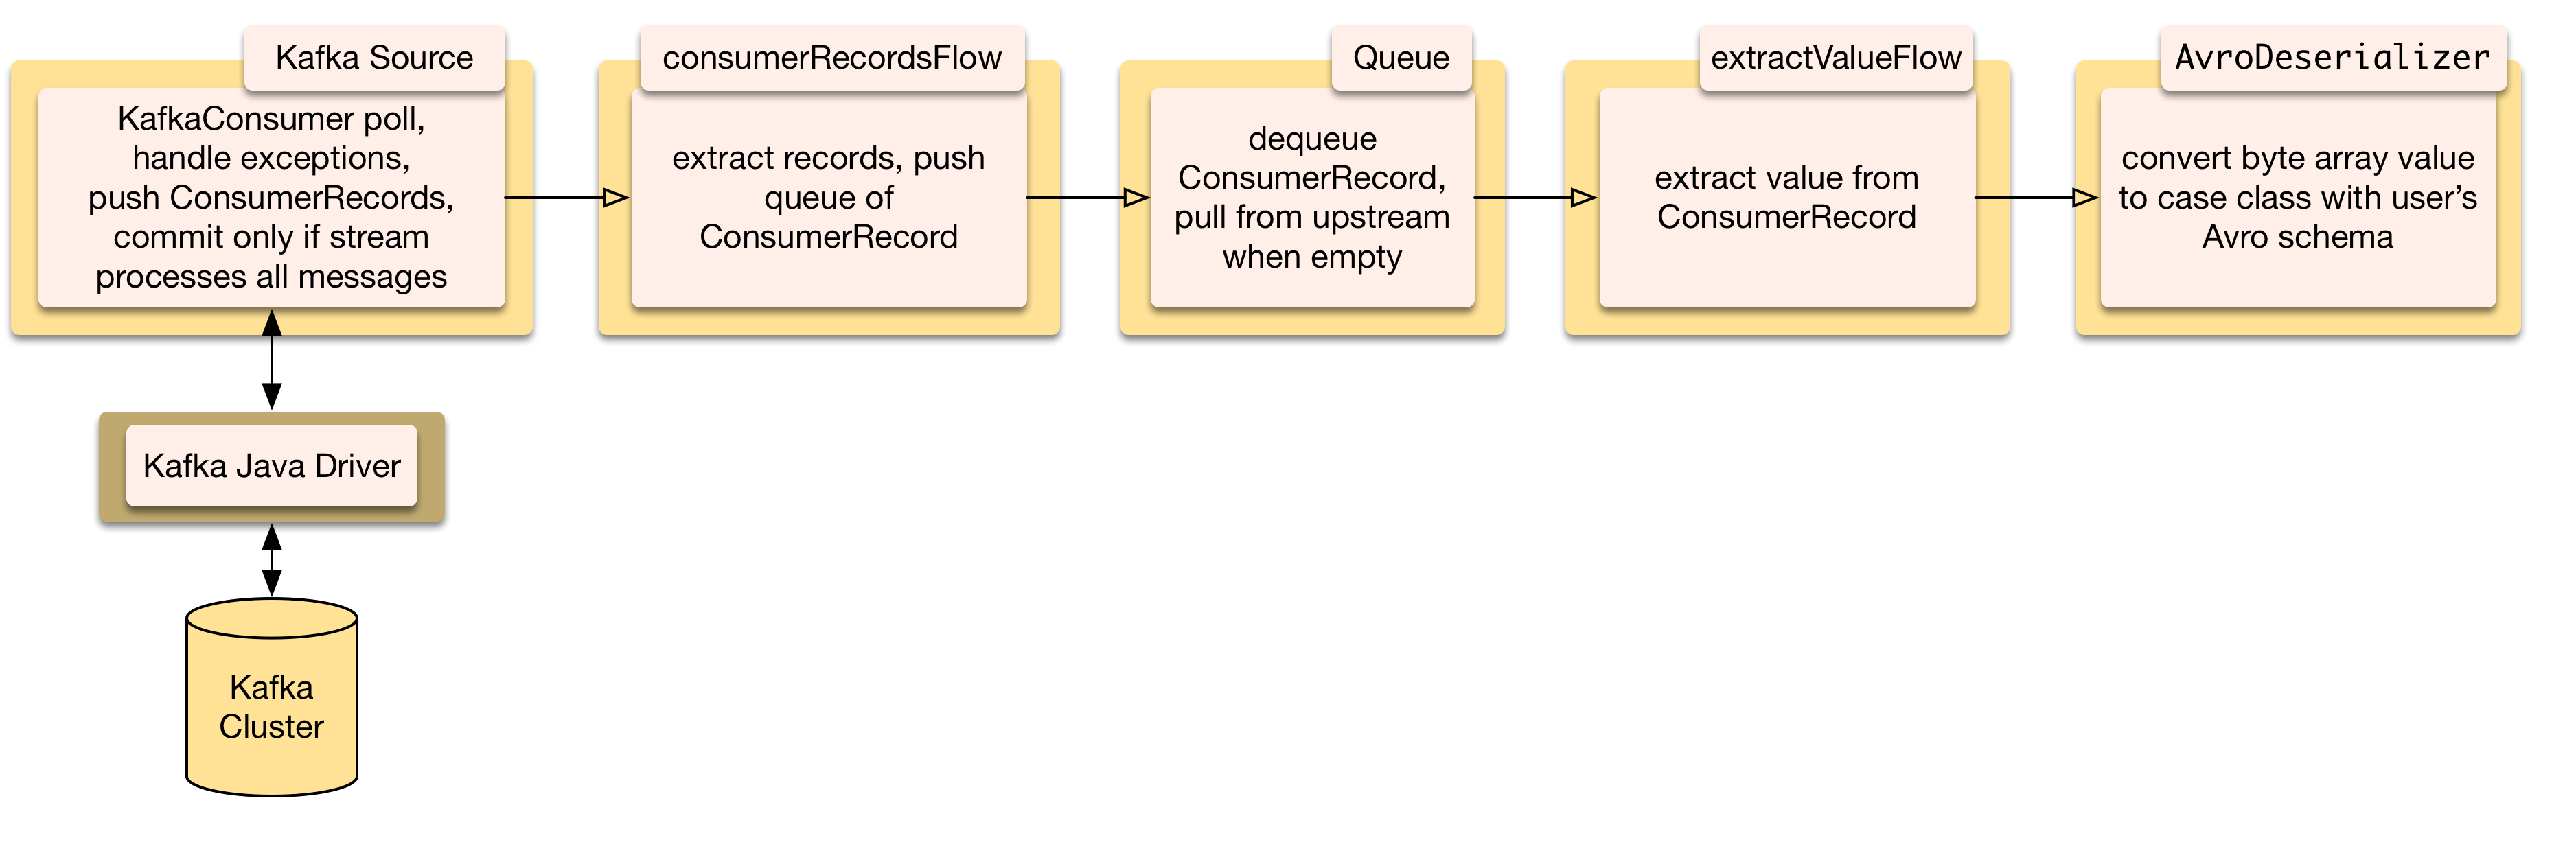 Kafka Source
KafkaConsumer poll,
handle exceptions,
push ConsumerRecords,
commit only if stream
processes all messages
consumerRecordsFlow
extract records, push
queue of
ConsumerRecord
Queue
dequeue
ConsumerRecord,
pull from upstream
when empty
extractValueFlow
extract value from
ConsumerRecord
AvroDeserializer
convert byte array value
to case class with user’s
Avro schema
Kafka Java Driver
Kafka
Cluster